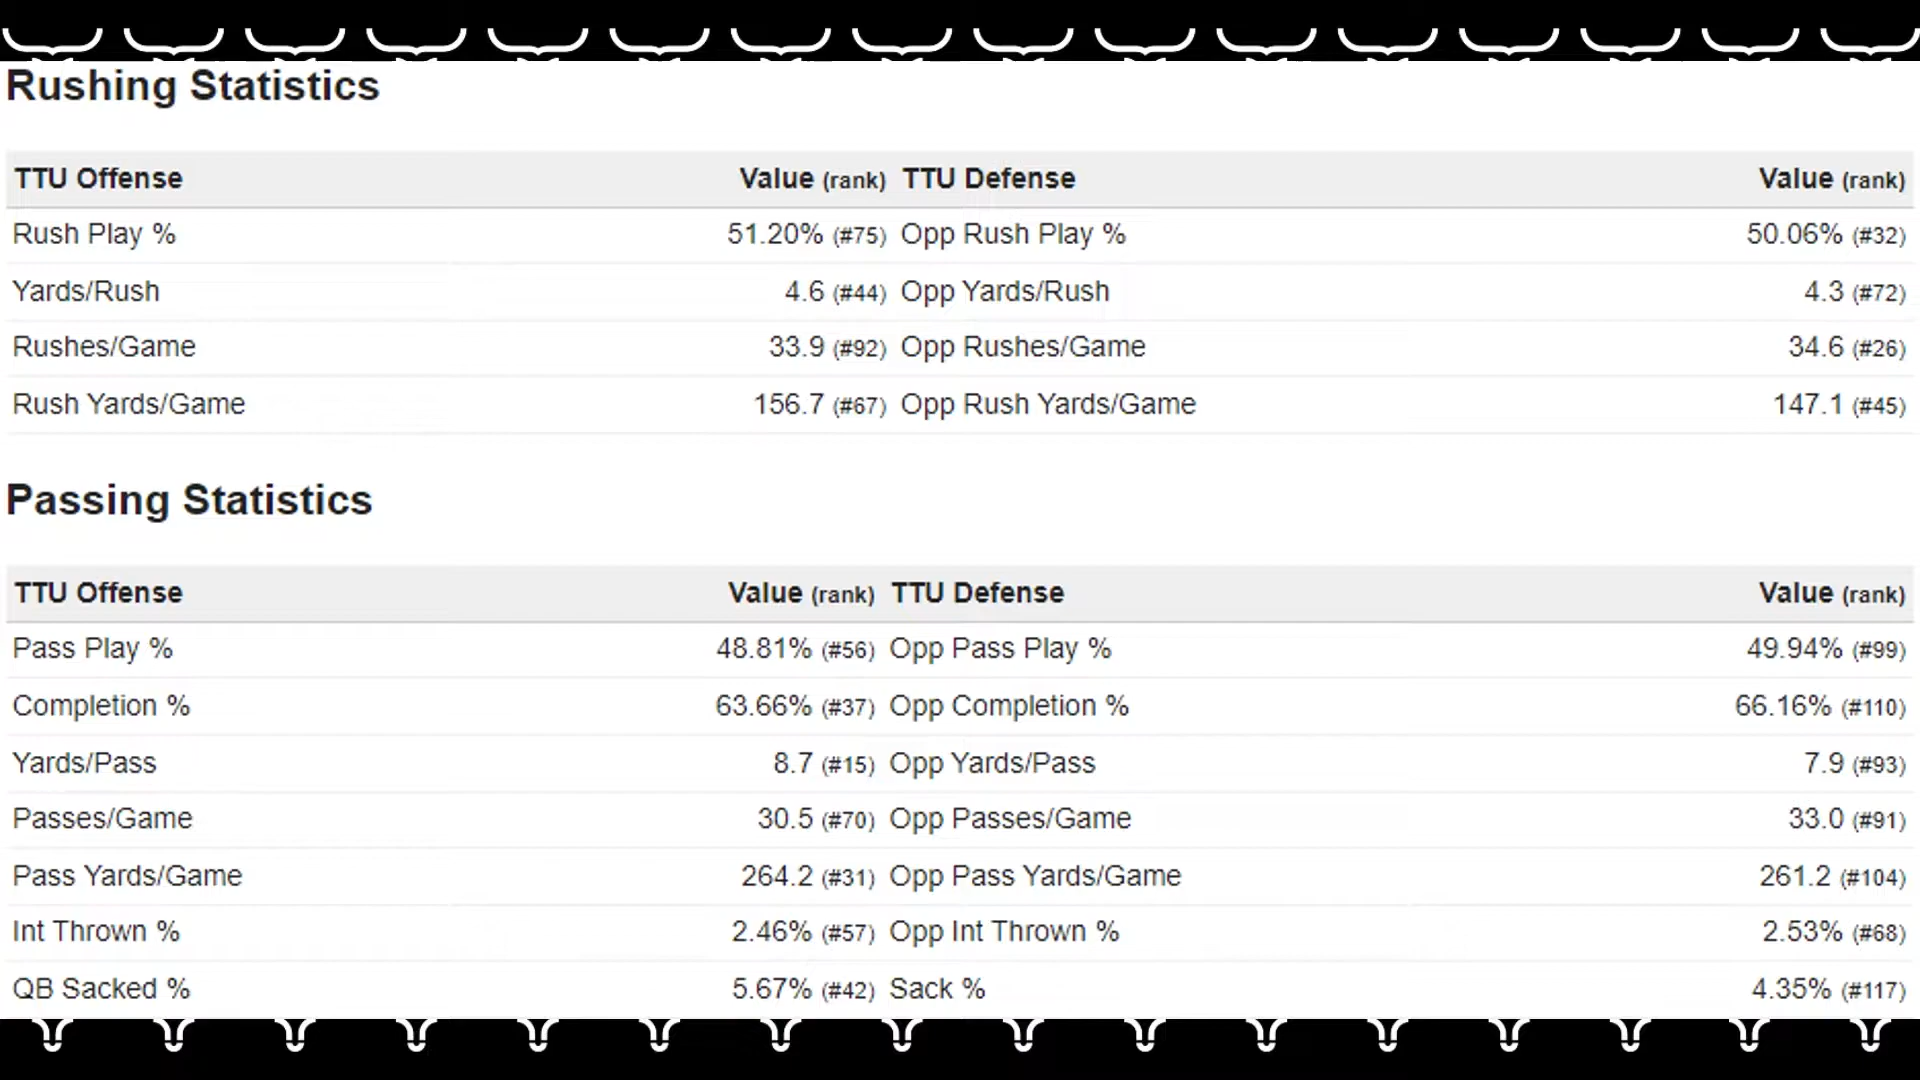 Rushing Statistics
TTU Offense Value (rank) TTU Defense Value (rank)
Rush Play % 51.20% (#75) Opp Rush Play % 50.06% (#32)
Yards/Rush 4.6 (#44) Opp Yards/Rush 4.3 (#72)
Rushes/Game 33.9 (#92) Opp Rushes/Game 34.6 (#26)
Rush Yards/Game 156.7 (#67) Opp Rush Yards/Game 147.1 (#45)
Passing Statistics
TTU Offense Value (rank) TTU Defense Value (rank)
Pass Play % 48.81% (#56) Opp Pass Play % 49.94% (#99)
Completion % 63.66% (#37) Opp Completion % 66.16% (#110)
Yards/Pass 8.7 (#15) Opp Yards/Pass 7.9 (#93)
Passes/Game 30.5 (#70) Opp Passes/Game 33.0 (#91)
Pass Yards/Game 264.2 (#31) Opp Pass Yards/Game 261.2 (#104)
Int Thrown % 2.46% (#57) Opp Int Thrown % 2.53% (#68)
QB Sacked % 5.67% (#42) Sack % 4.35% (#117)